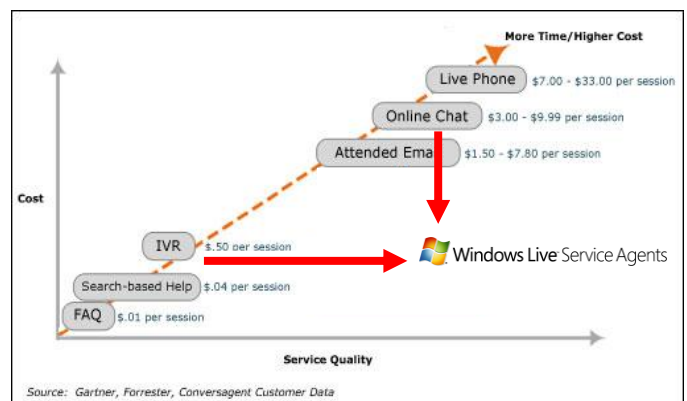 More Time/Higher Cost
Live Phone $7.00 - $33.00 per session
Online Chat $3.00 - $9.99 per session
Attended Email $1.50 - $7.80 per session
Cost
IVR $.50 per session
Windows Live Service Agents
Search-based Help $.04 per session
FAQ $.01 per session
Service Quality
Source: Gartner, Forrester, Conversagent Customer Data